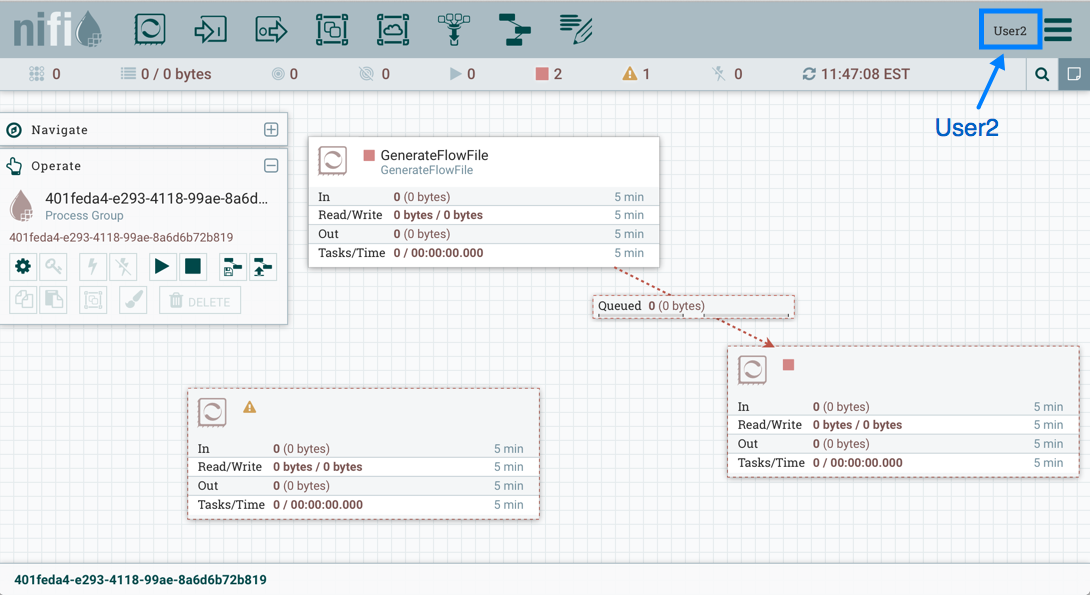 nifi
User2
0
0 / 0 bytes
0
0
0
2
1
0
11:47:08 EST
User2
Navigate
Operate
401feda4-e293-4118-99ae-8a6d...
Process Group
401feda4-e293-4118-99ae-8a6d6b72b819
DELETE
GenerateFlowFile
GenerateFlowFile
In 0 (0 bytes) 5 min
Read/Write 0 bytes / 0 bytes 5 min
Out 0 (0 bytes) 5 min
Tasks/Time 0 / 00:00:00.000 5 min
Queued 0 (0 bytes)
In 0 (0 bytes) 5 min
Read/Write 0 bytes / 0 bytes 5 min
Out 0 (0 bytes) 5 min
Tasks/Time 0 / 00:00:00.000 5 min
In 0 (0 bytes) 5 min
Read/Write 0 bytes / 0 bytes 5 min
Out 0 (0 bytes) 5 min
Tasks/Time 0 / 00:00:00.000 5 min
401feda4-e293-4118-99ae-8a6d6b72b819